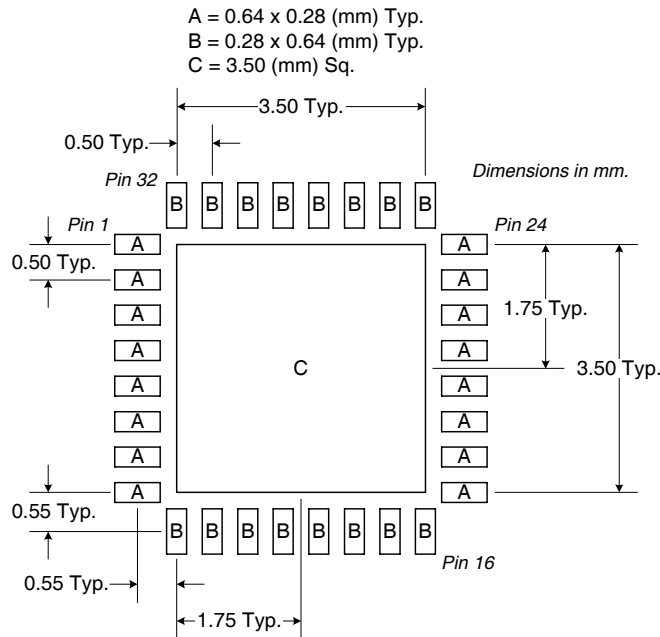 A = 0.64 x 0.28 (mm) Typ.
B = 0.28 x 0.64 (mm) Typ.
C = 3.50 (mm) Sq.
3.50 Typ.
0.50 Typ.
Pin 32
Dimensions in mm.
B B B B B B B B
Pin 1
Pin 24
A A
0.50 Typ.
A A
A A
1.75 Typ.
A A
C
3.50 Typ.
A A
A A
A A
A A
0.55 Typ.
B B B B B B B B
Pin 16
0.55 Typ.
1.75 Typ.